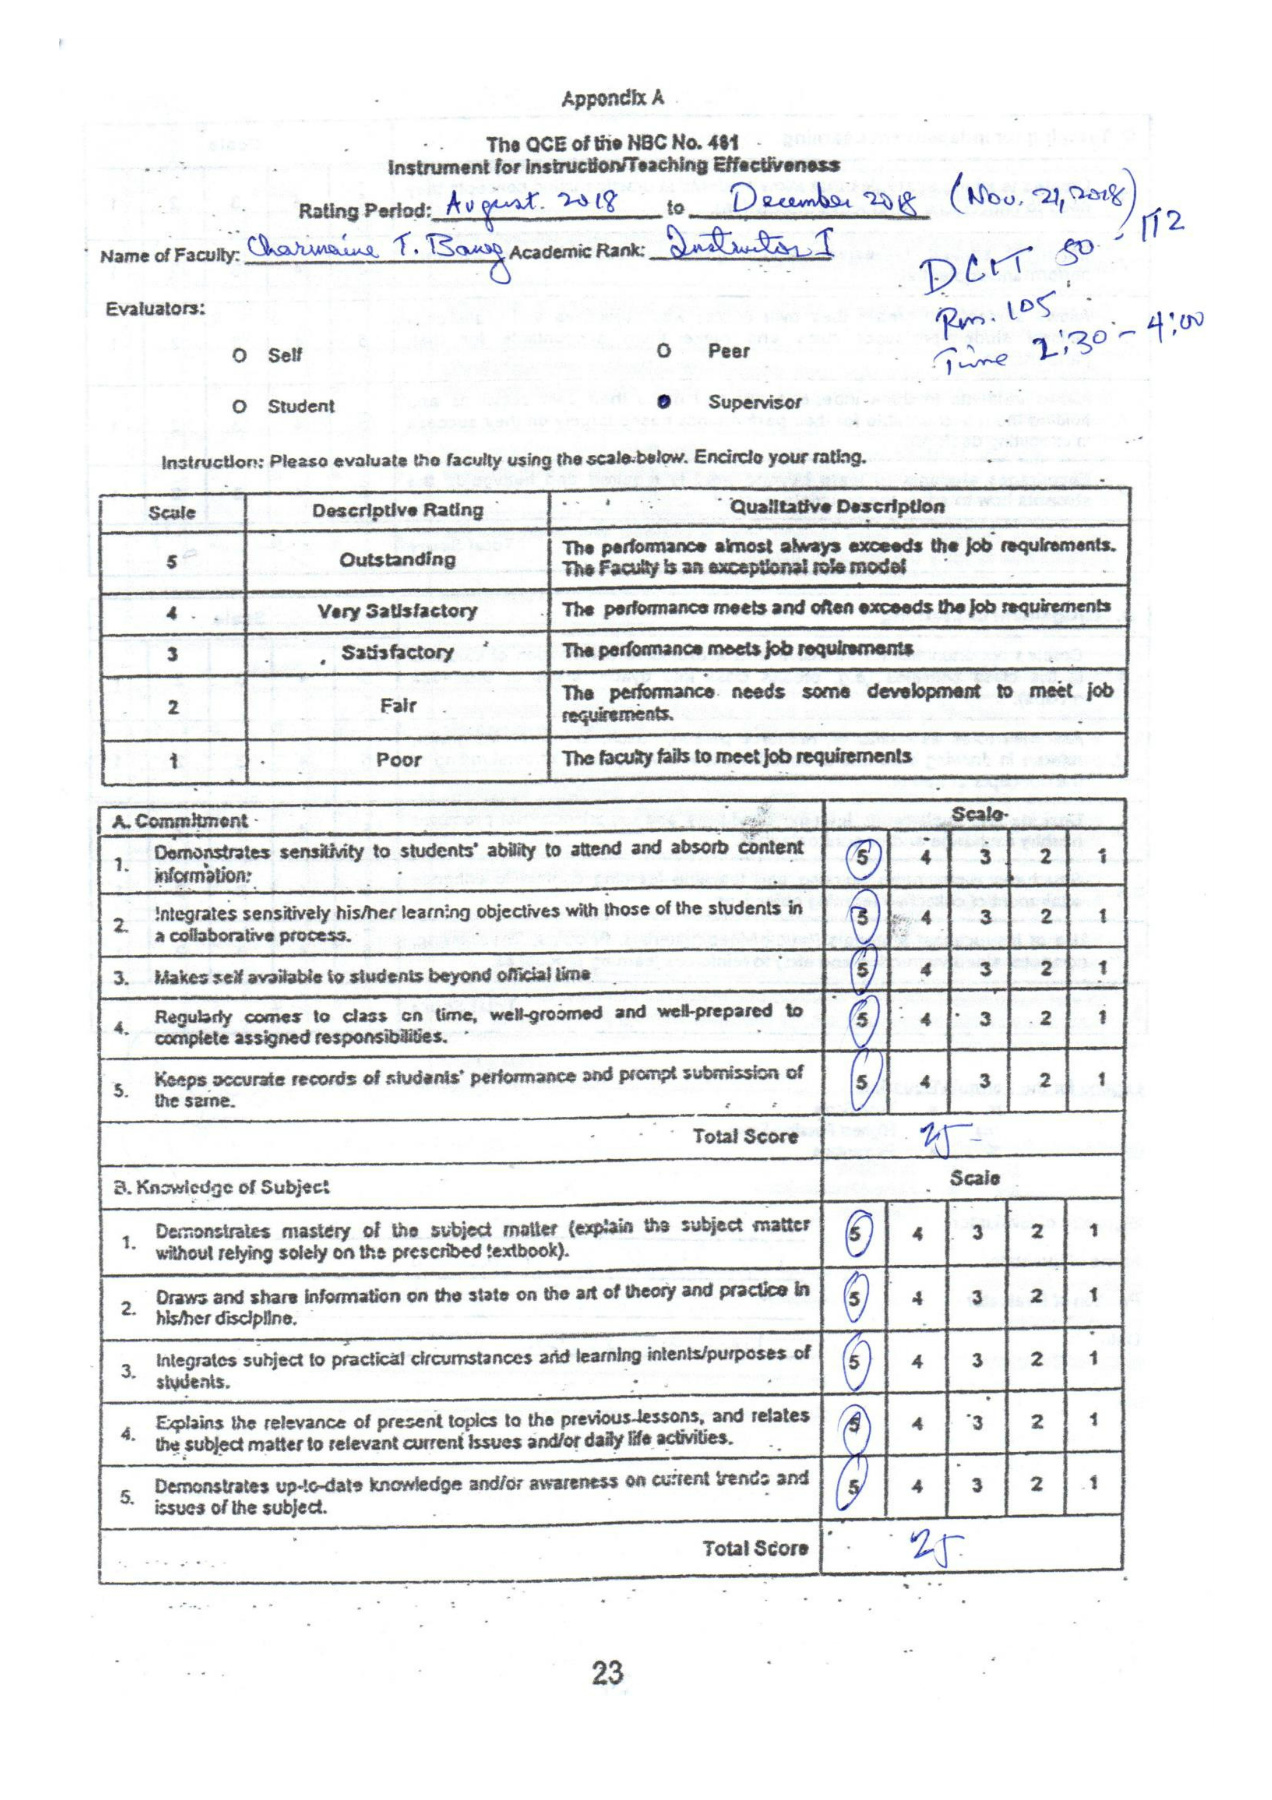 Appendix A
The QCE of the NBC No. 461
Instrument for Instruction/Teaching Effectiveness
Rating Period: August. 2018 to December 2018 (Nov. 21, 2018)
Name of Faculty: Charmaine T. Academic Rank: Instructor I
DCIT 50 - IT2
Rm. 105
Time 2:30 - 4:00
Evaluators:
O Self O Peer
O Student Supervisor
Instruction: Please evaluate the faculty using the scale below. Encircle your rating.
Scale Descriptive Rating Qualitative Description
5 Outstanding The performance almost always exceeds the job requirements.
The Faculty is an exceptional role model
4 Very Satisfactory The performance meets and often exceeds the job requirements
3 Satisfactory The performance meets job requirements
2 Fair The performance needs some development to meet job
requirements.
1 Poor The faculty fails to meet job requirements
A. Commitment Scale
1. Demonstrates sensitivity to students' ability to attend and absorb content
information. 5 4 3 2 1
2. Integrates sensitively his/her learning objectives with those of the students in
a collaborative process. 5 4 3 2 1
3. Makes self available to students beyond official time 5 4 3 2 1
4. Regularly comes to class on time, well-groomed and well-prepared to
complete assigned responsibilities. 5 4 3 2 1
5. Keeps accurate records of students' performance and prompt submission of
the same. 5 4 3 2 1
Total Score 25
B. Knowledge of Subject Scale
1. Demonstrates mastery of the subject matter (explain the subject matter
without relying solely on the prescribed textbook). 5 4 3 2 1
2. Draws and share information on the state on the art of theory and practice in
his/her discipline. 5 4 3 2 1
3. Integrates subject to practical circumstances and learning intents/purposes of
students. 5 4 3 2 1
4. Explains the relevance of present topics to the previous lessons, and relates
the subject matter to relevant current issues and/or daily life activities. 5 4 3 2 1
5. Demonstrates up-to-date knowledge and/or awareness on current trends and
issues of the subject. 5 4 3 2 1
Total Score 25
23